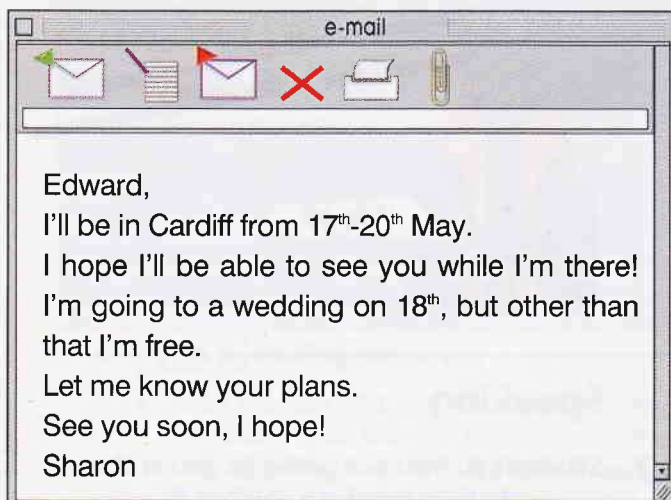 e-mail
Edward,
I'll be in Cardiff from 17th-20th May.
I hope I'll be able to see you while I'm there!
I'm going to a wedding on 18th, but other than
that I'm free.
Let me know your plans.
See you soon, I hope!
Sharon